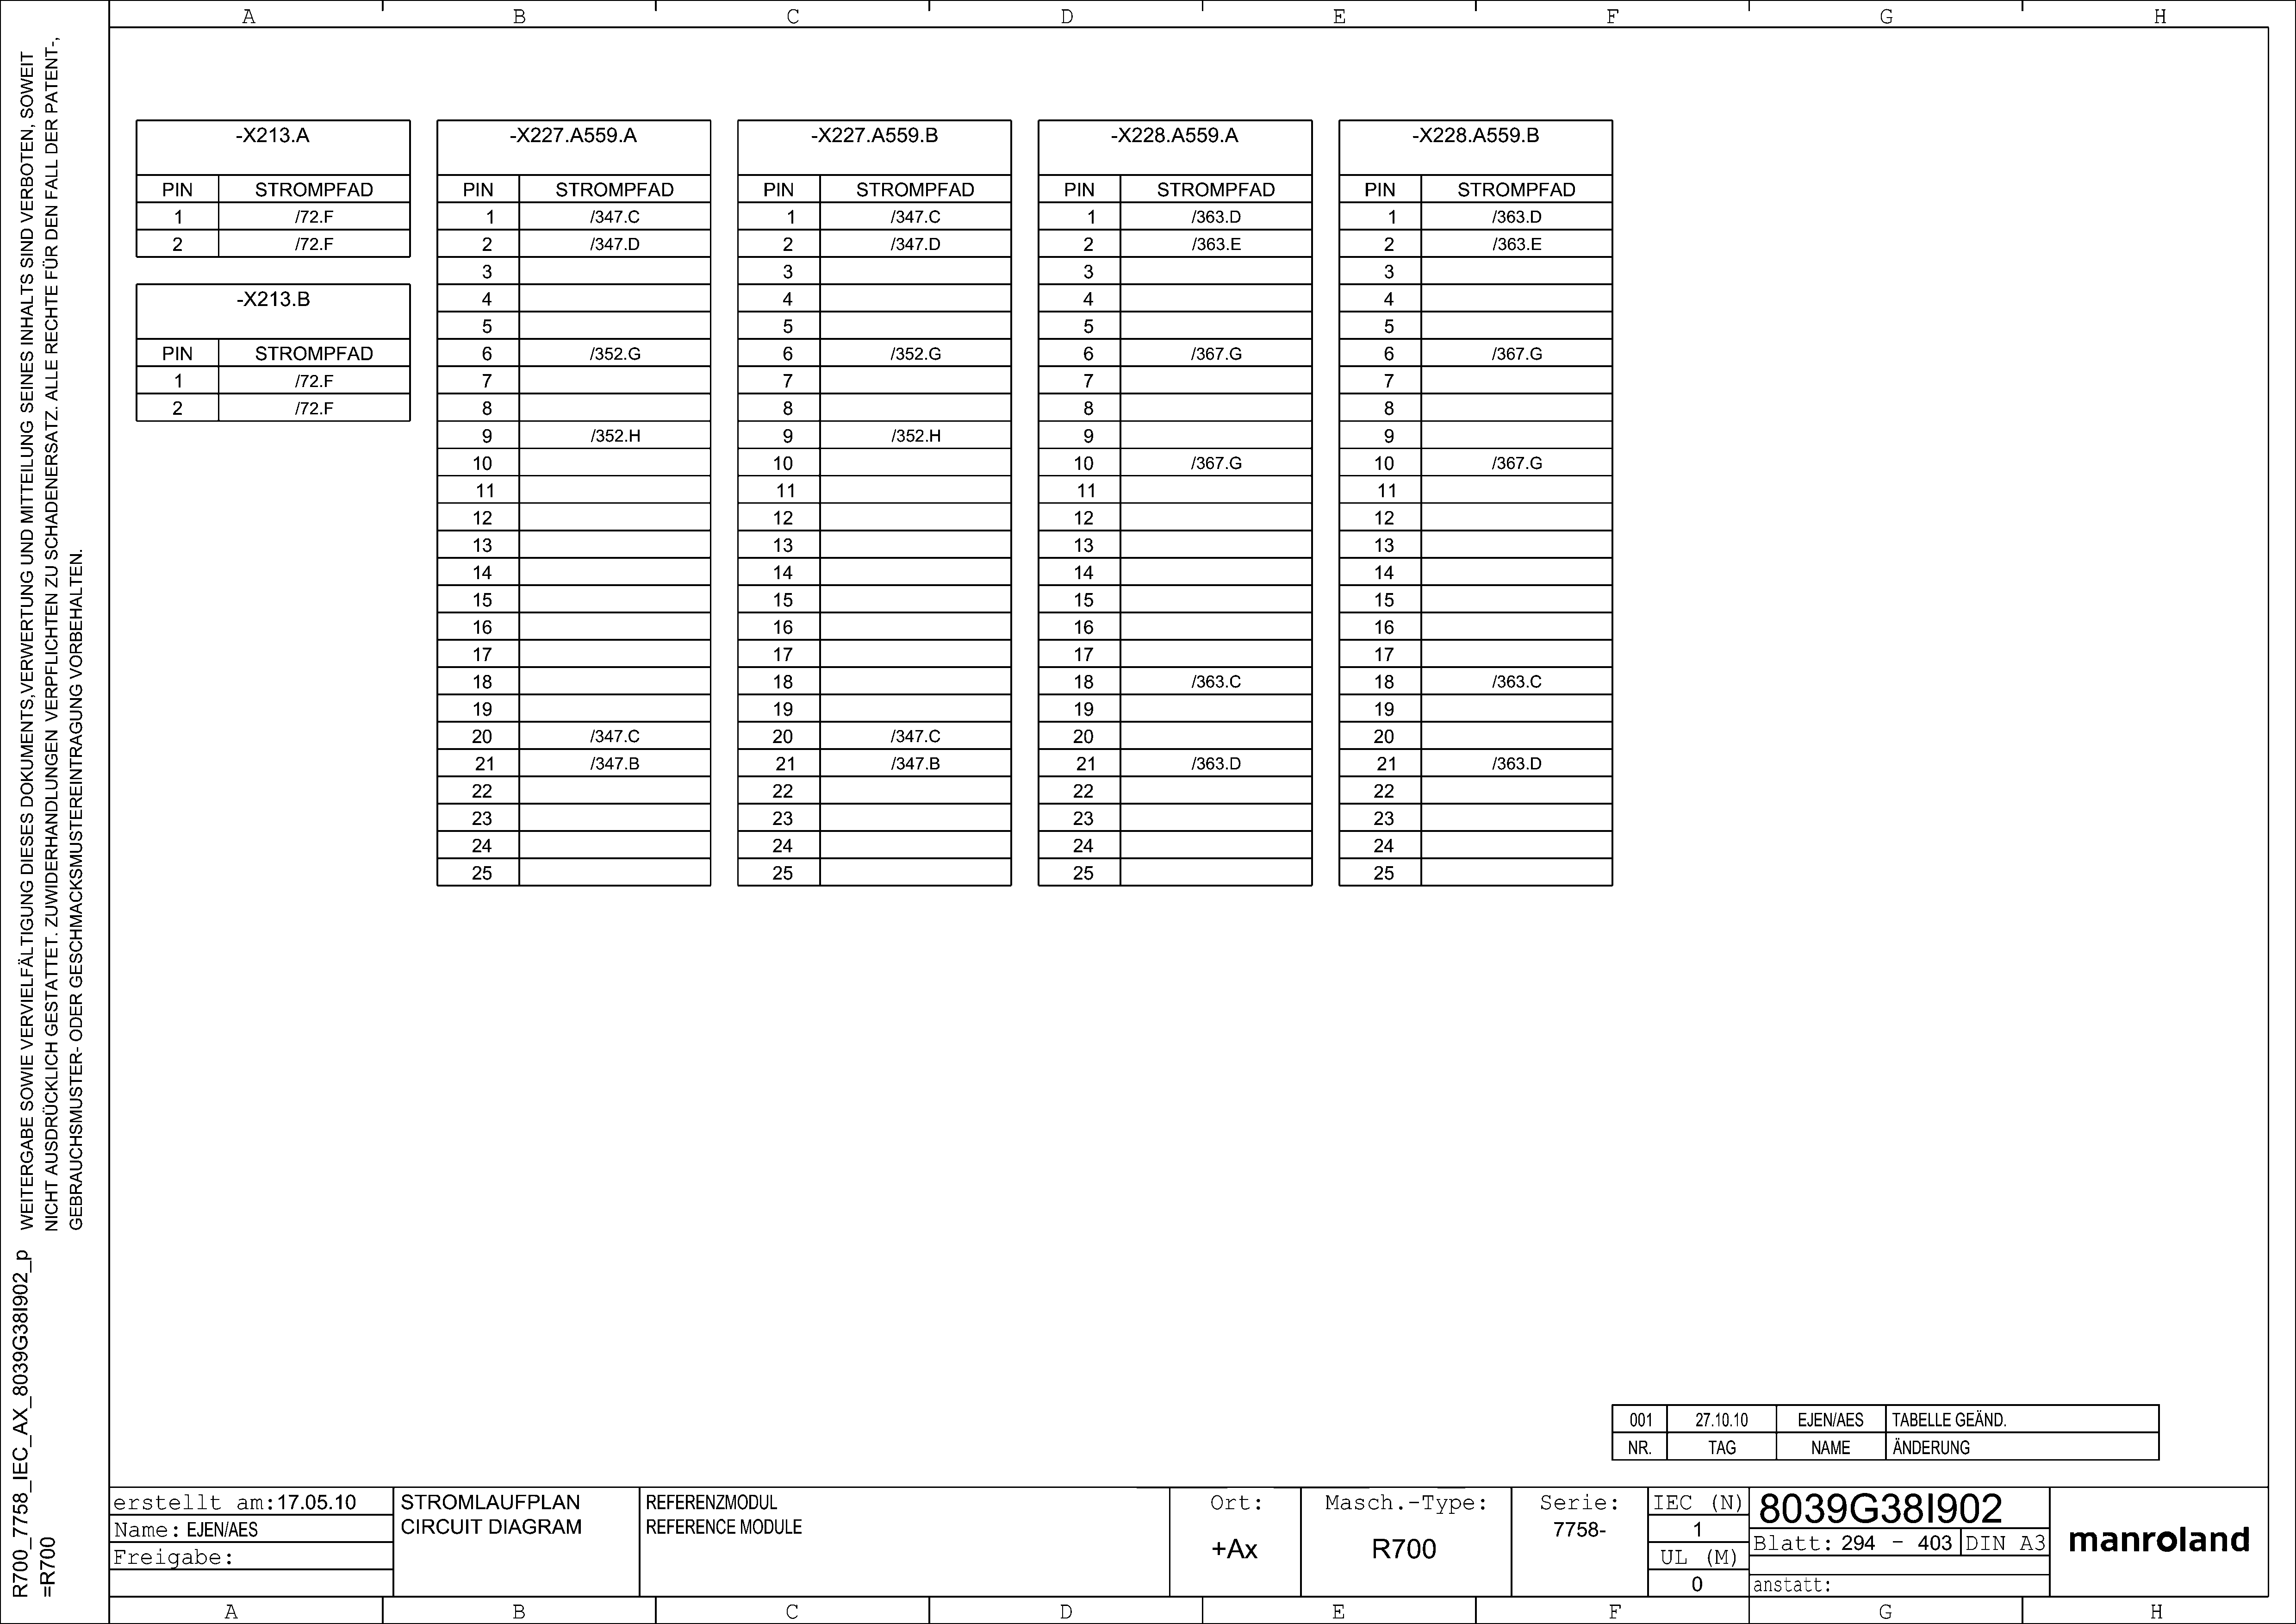 A B C D E F G H
WEITERGABE SOWIE VERVIELFÄLTIGUNG DIESES DOKUMENTS,VERWERTUNG UND MITTEILUNG SEINES INHALTS SIND VERBOTEN, SOWEIT
NICHT AUSDRÜCKLICH GESTATTET. ZUWIDERHANDLUNGEN VERPFLICHTEN ZU SCHADENERSATZ. ALLE RECHTE FÜR DEN FALL DER PATENT-,
GEBRAUCHSMUSTER- ODER GESCHMACKSMUSTEREINTRAGUNG VORBEHALTEN.
R700_7758_IEC_AX_8039G38I902_p
=R700
-X213.A
PIN STROMPFAD
1 /72.F
2 /72.F
-X213.B
PIN STROMPFAD
1 /72.F
2 /72.F
-X227.A559.A
PIN STROMPFAD
1 /347.C
2 /347.D
3
4
5
6 /352.G
7
8
9 /352.H
10
11
12
13
14
15
16
17
18
19
20 /347.C
21 /347.B
22
23
24
25
-X227.A559.B
PIN STROMPFAD
1 /347.C
2 /347.D
3
4
5
6 /352.G
7
8
9 /352.H
10
11
12
13
14
15
16
17
18
19
20 /347.C
21 /347.B
22
23
24
25
-X228.A559.A
PIN STROMPFAD
1 /363.D
2 /363.E
3
4
5
6 /367.G
7
8
9
10 /367.G
11
12
13
14
15
16
17
18 /363.C
19
20
21 /363.D
22
23
24
25
-X228.A559.B
PIN STROMPFAD
1 /363.D
2 /363.E
3
4
5
6 /367.G
7
8
9
10 /367.G
11
12
13
14
15
16
17
18 /363.C
19
20
21 /363.D
22
23
24
25
001 27.10.10 EJEN/AES TABELLE GEÄND.
NR. TAG NAME ÄNDERUNG
erstellt am:17.05.10
Name: EJEN/AES
Freigabe:
STROMLAUFPLAN
CIRCUIT DIAGRAM
REFERENZMODUL
REFERENCE MODULE
Ort:
+Ax
Masch.-Type:
R700
Serie:
7758-
IEC (N)
1
UL (M)
0
8039G38I902
Blatt: 294 - 403 DIN A3
anstatt:
manroland
A B C D E F G H